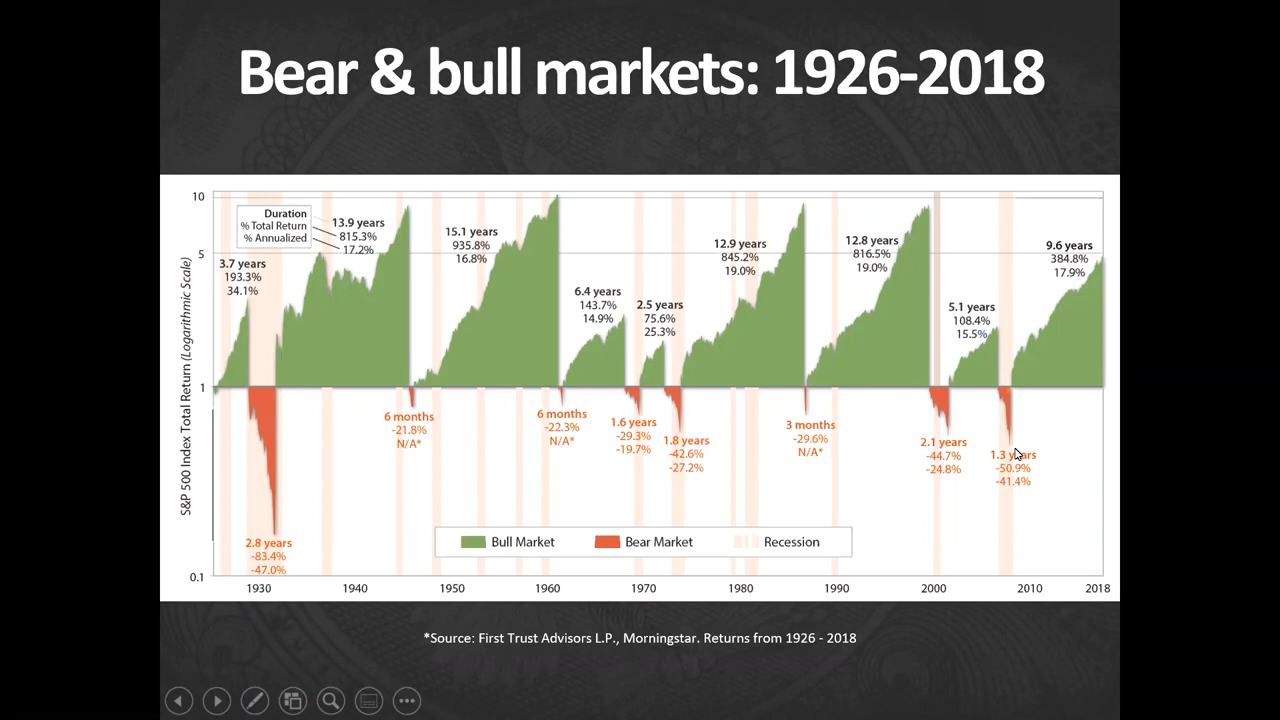 Bear & bull markets: 1926-2018
S&P 500 Index Total Return (Logarithmic Scale)
10
5
1
0.1
Duration
% Total Return
% Annualized
3.7 years
193.3%
34.1%
13.9 years
815.3%
17.2%
15.1 years
935.8%
16.8%
6.4 years
143.7%
14.9%
2.5 years
75.6%
25.3%
12.9 years
845.2%
19.0%
12.8 years
816.5%
19.0%
5.1 years
108.4%
15.5%
9.6 years
384.8%
17.9%
2.8 years
-83.4%
-47.0%
6 months
-21.8%
N/A*
6 months
-22.3%
N/A*
1.6 years
-29.3%
-19.7%
1.8 years
-42.6%
-27.2%
3 months
-29.6%
N/A*
2.1 years
-44.7%
-24.8%
1.3 years
-50.9%
-41.4%
Bull Market
Bear Market
Recession
1930
1940
1950
1960
1970
1980
1990
2000
2010
2018
*Source: First Trust Advisors L.P., Morningstar. Returns from 1926 - 2018